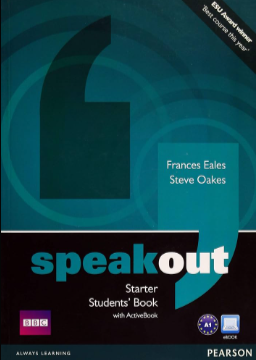 ESU Award winner
'Best course this year'
Frances Eales
Steve Oakes
speakout
Starter
Students' Book
with ActiveBook
BBC
A1
eBOOK
ALWAYS LEARNING
PEARSON